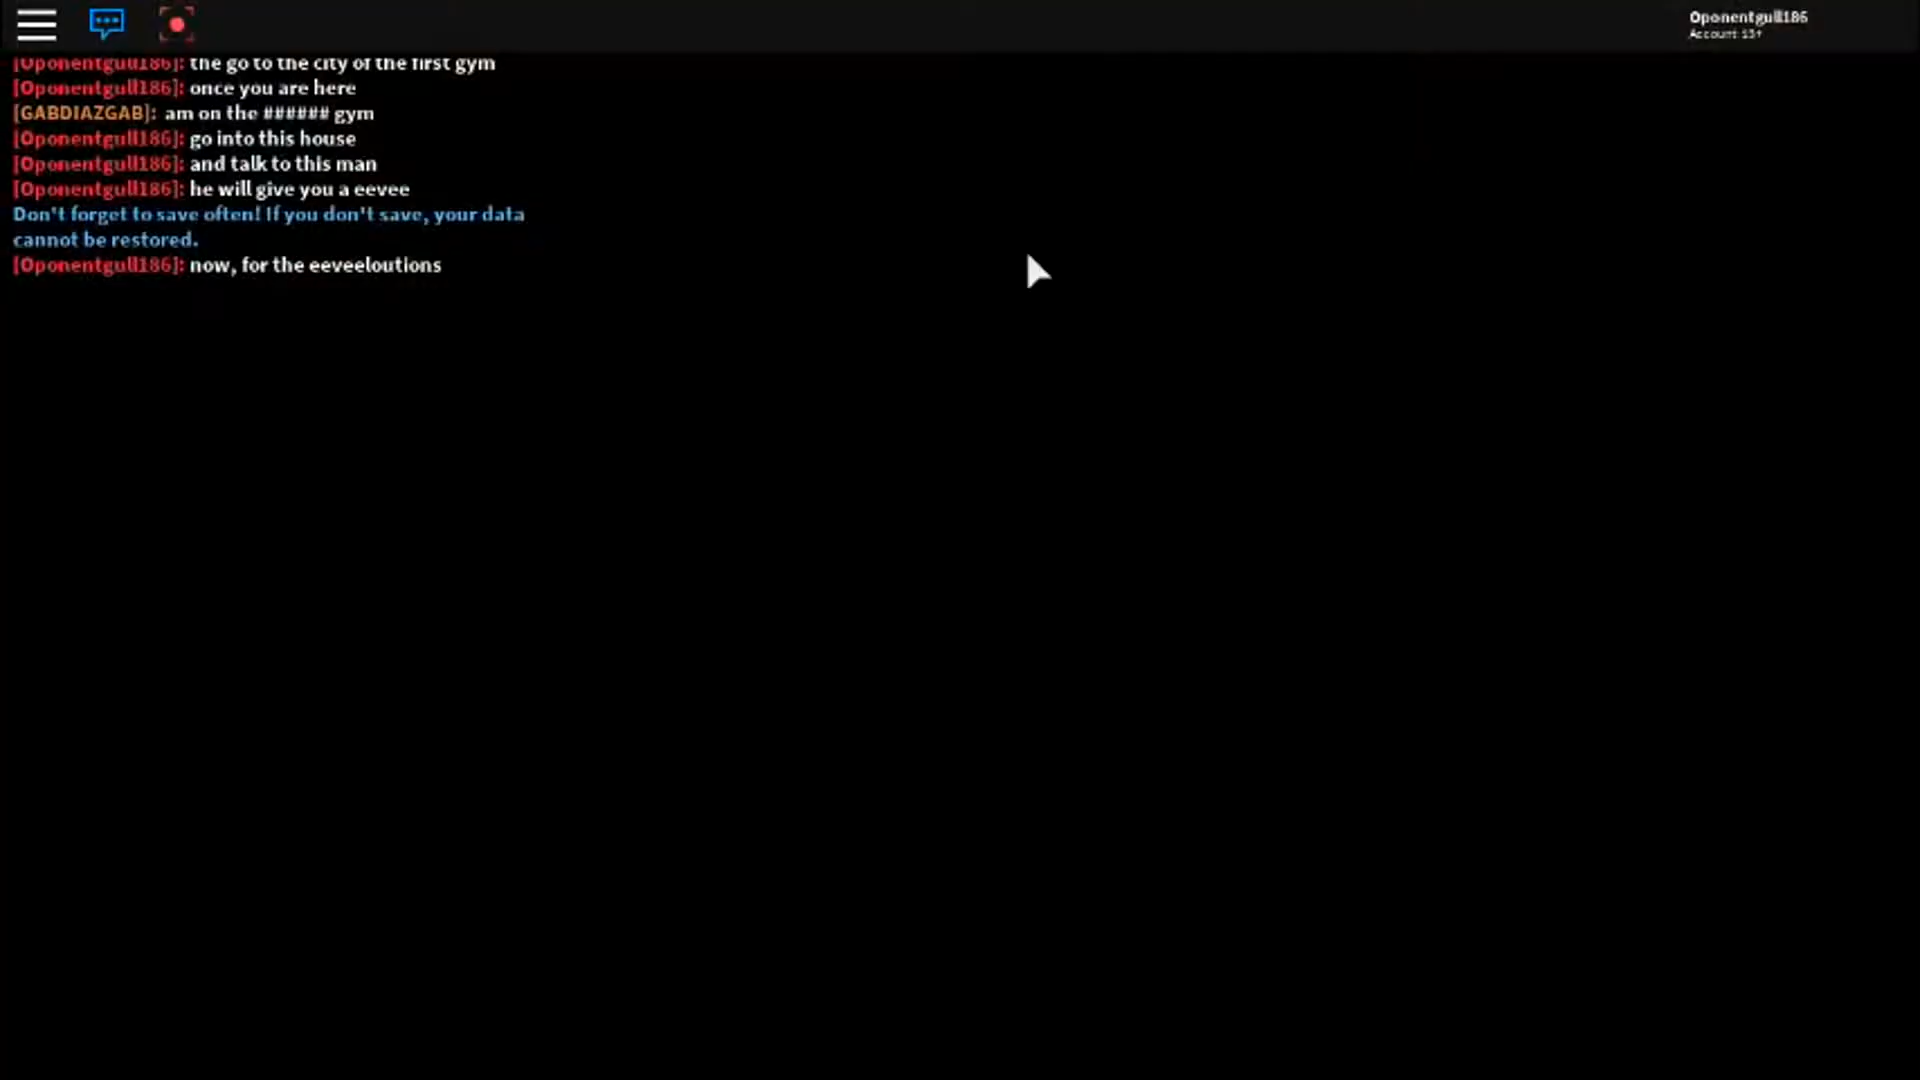 Oponentgull186
Account: 13+
[Oponentgull186]: the go to the city of the first gym
[Oponentgull186]: once you are here
[GABDIAZGAB]: am on the ###### gym
[Oponentgull186]: go into this house
[Oponentgull186]: and talk to this man
[Oponentgull186]: he will give you a eevee
Don't forget to save often! If you don't save, your data
cannot be restored.
[Oponentgull186]: now, for the eeveeloutions